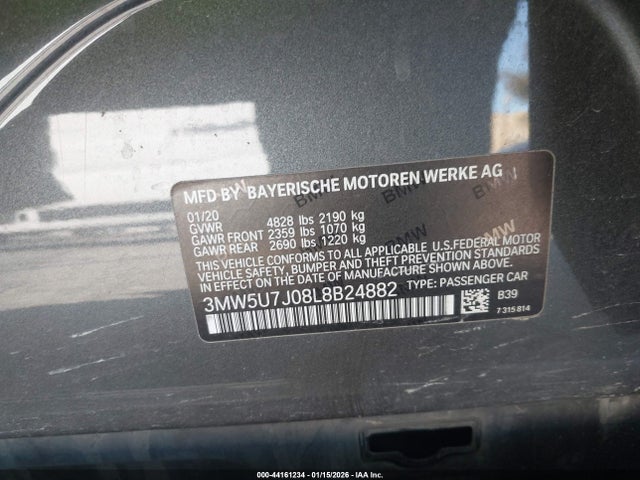 MFD BY BAYERISCHE MOTOREN WERKE AG
01/20
GVWR 4828 lbs 2190 kg
GAWR FRONT 2359 lbs 1070 kg
GAWR REAR 2690 lbs 1220 kg
THIS VEHICLE CONFORMS TO ALL APPLICABLE U.S.FEDERAL MOTOR
VEHICLE SAFETY, BUMPER AND THEFT PREVENTION STANDARDS
IN EFFECT ON THE DATE OF MANUFACTURE SHOWN ABOVE.
3MW5U7J08L8B24882 TYPE: PASSENGER CAR
B39
7 315 814
000-44161234 - 01/15/2026 - IAA Inc.